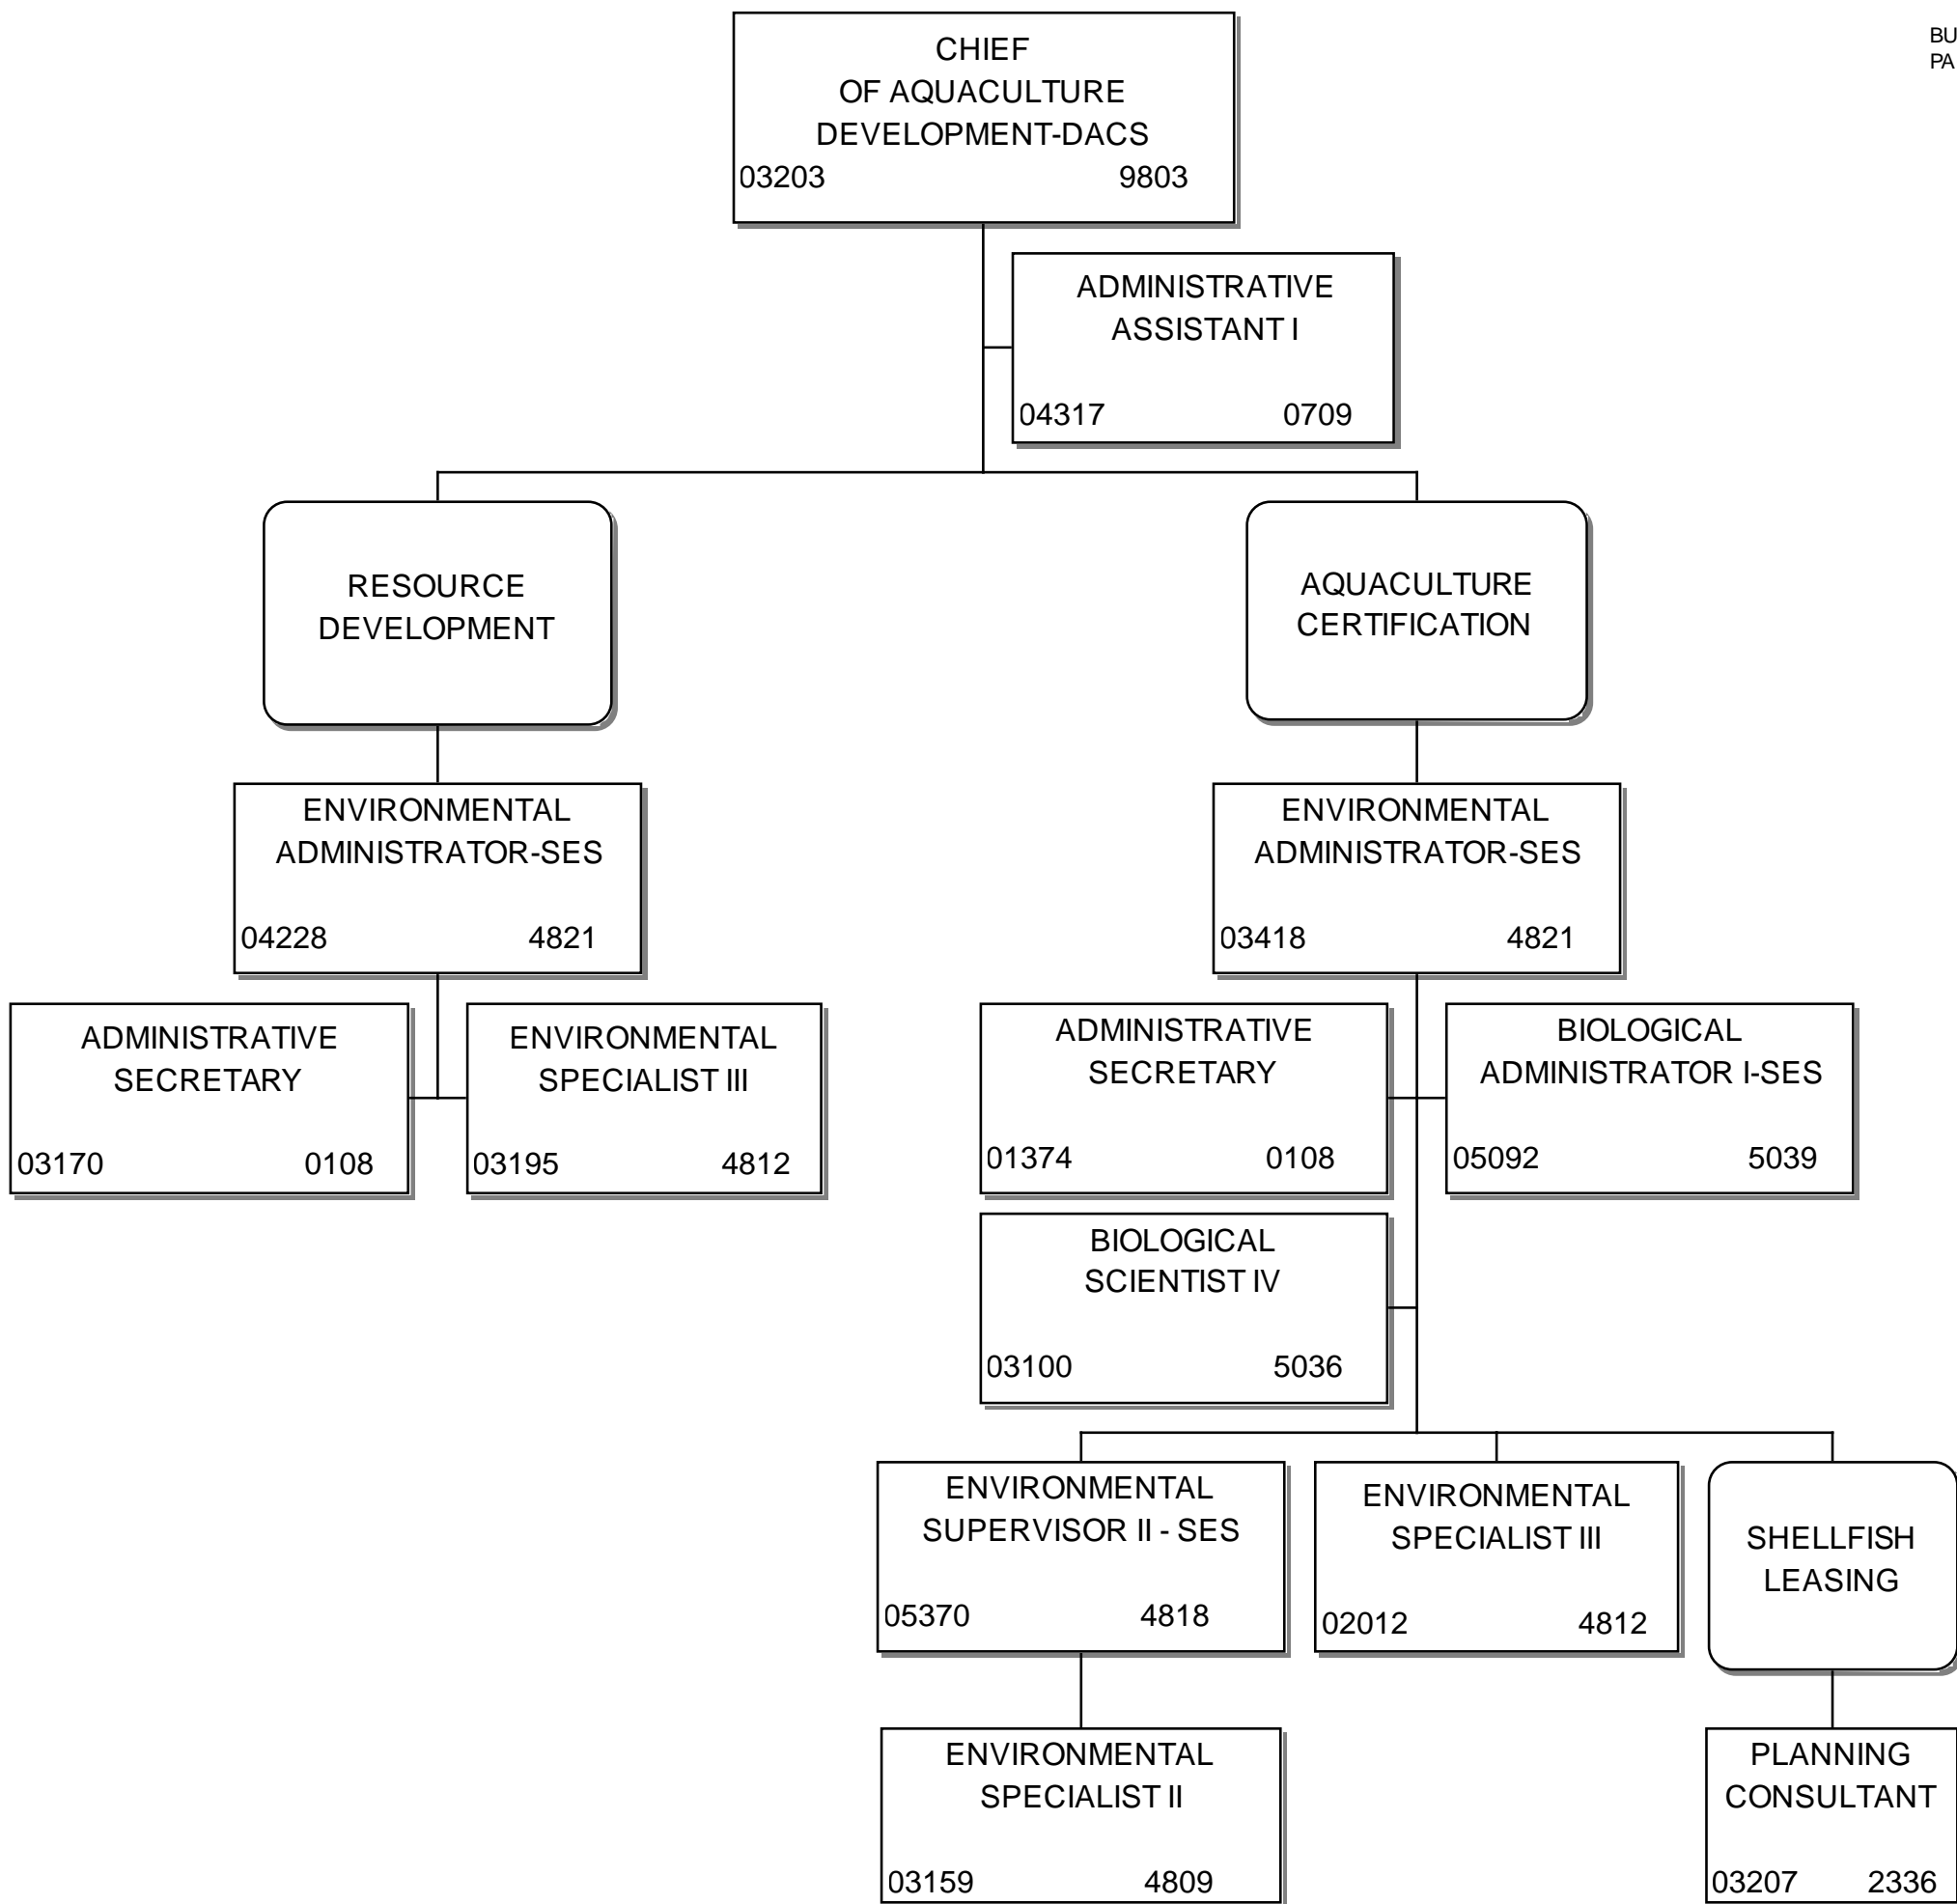 BU
PA
CHIEF
OF AQUACULTURE
DEVELOPMENT-DACS
03203 9803
ADMINISTRATIVE
ASSISTANT I
04317 0709
RESOURCE
DEVELOPMENT
AQUACULTURE
CERTIFICATION
ENVIRONMENTAL
ADMINISTRATOR-SES
04228 4821
ENVIRONMENTAL
ADMINISTRATOR-SES
03418 4821
ADMINISTRATIVE
SECRETARY
03170 0108
ENVIRONMENTAL
SPECIALIST III
03195 4812
ADMINISTRATIVE
SECRETARY
01374 0108
BIOLOGICAL
ADMINISTRATOR I-SES
05092 5039
BIOLOGICAL
SCIENTIST IV
03100 5036
ENVIRONMENTAL
SUPERVISOR II - SES
05370 4818
ENVIRONMENTAL
SPECIALIST III
02012 4812
SHELLFISH
LEASING
ENVIRONMENTAL
SPECIALIST II
03159 4809
PLANNING
CONSULTANT
03207 2336